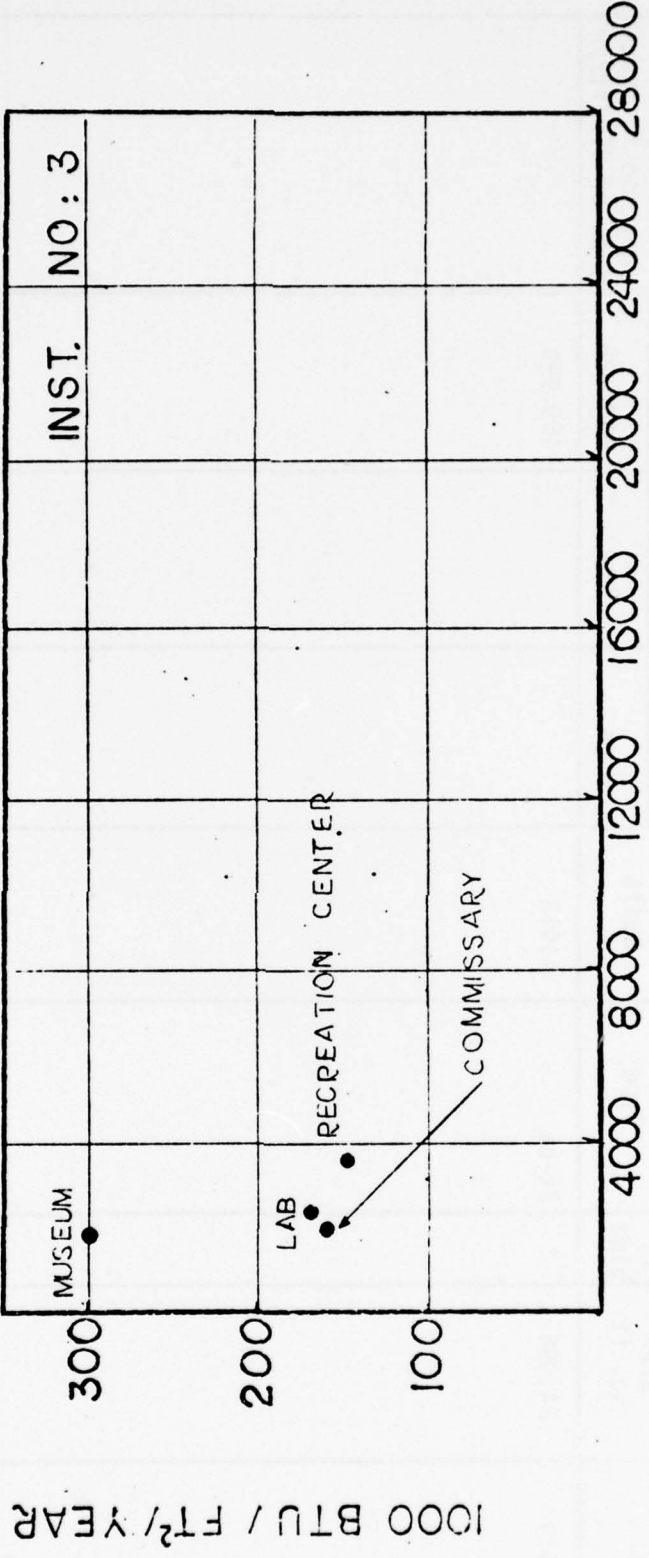 INST. NO: 3
1000 BTU / FT²/ YEAR
300
200
100
MUSEUM
LAB
RECREATION CENTER
COMMISSARY
4000 8000 12000 16000 20000 24000 28000